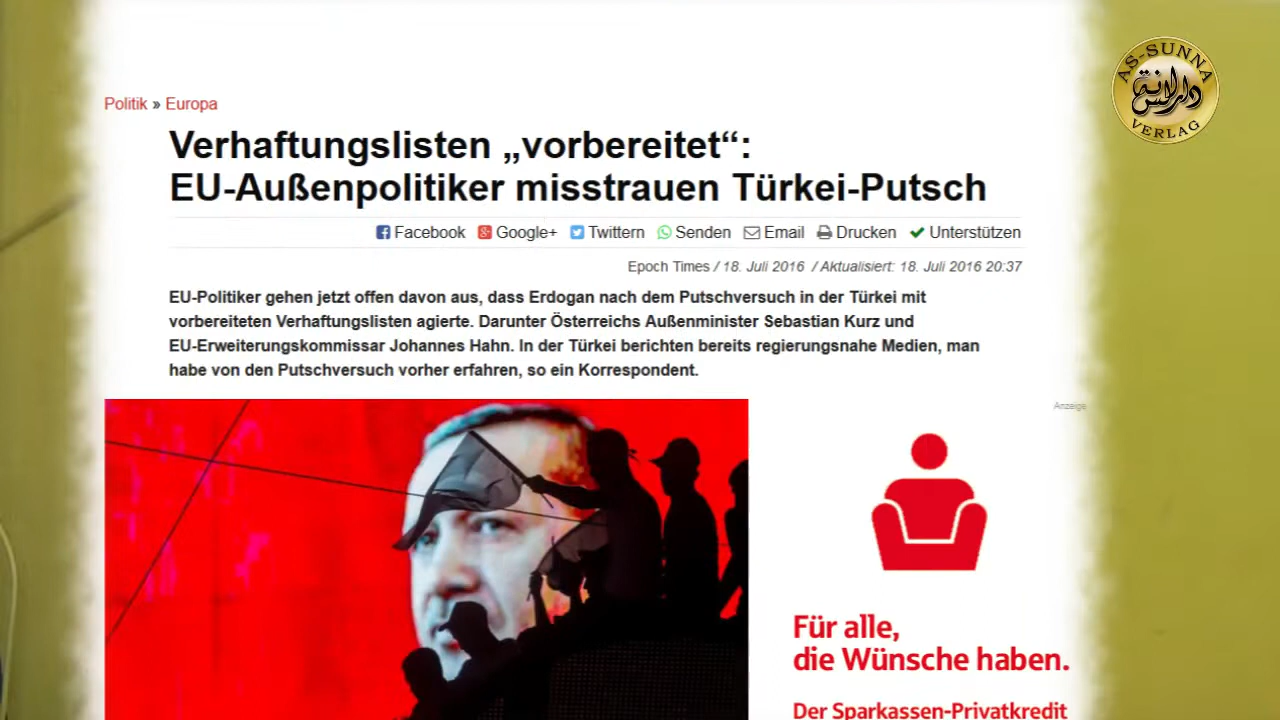 AS-SUNNA
دار السنة
VERLAG
Politik » Europa
Verhaftungslisten „vorbereitet“:
EU-Außenpolitiker misstrauen Türkei-Putsch
Facebook Google+ Twittern Senden Email Drucken Unterstützen
Epoch Times / 18. Juli 2016 / Aktualisiert: 18. Juli 2016 20:37
EU-Politiker gehen jetzt offen davon aus, dass Erdogan nach dem Putschversuch in der Türkei mit
vorbereiteten Verhaftungslisten agierte. Darunter Österreichs Außenminister Sebastian Kurz und
EU-Erweiterungskommissar Johannes Hahn. In der Türkei berichten bereits regierungsnahe Medien, man
habe von den Putschversuch vorher erfahren, so ein Korrespondent.
Anzeige
Für alle,
die Wünsche haben.
Der Sparkassen-Privatkredit